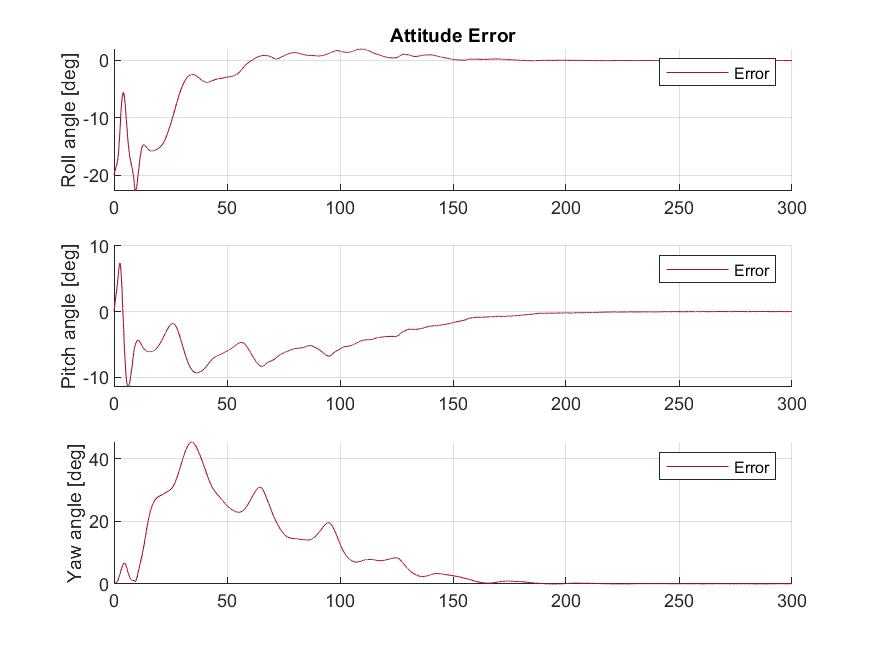 Attitude Error
Roll angle [deg]
0
-10
-20
Error
0 50 100 150 200 250 300
Pitch angle [deg]
10
0
-10
Error
0 50 100 150 200 250 300
Yaw angle [deg]
40
20
0
Error
0 50 100 150 200 250 300